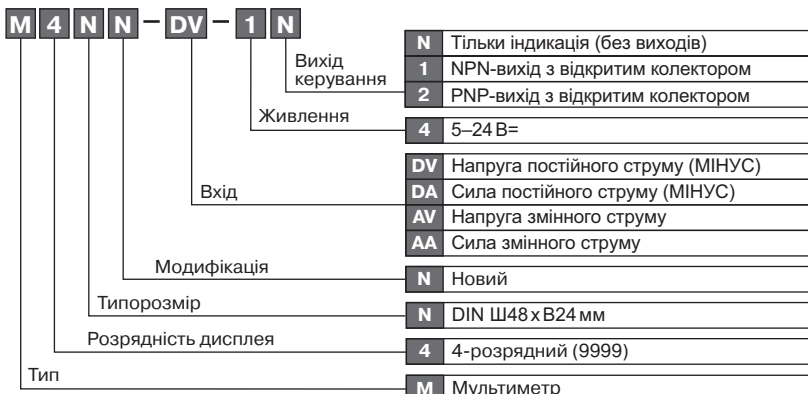 M 4 N N – DV – 1 N
N Тільки індикація (без виходів)
Вихід керування
1 NPN-вихід з відкритим колектором
2 PNP-вихід з відкритим колектором
Живлення
4 5–24 В=
DV Напруга постійного струму (МІНУС)
DA Сила постійного струму (МІНУС)
Вхід
AV Напруга змінного струму
AA Сила змінного струму
Модифікація
N Новий
Типорозмір
N DIN Ш48 x В24 мм
Розрядність дисплея
4 4-розрядний (9999)
Тип
M Мультиметр